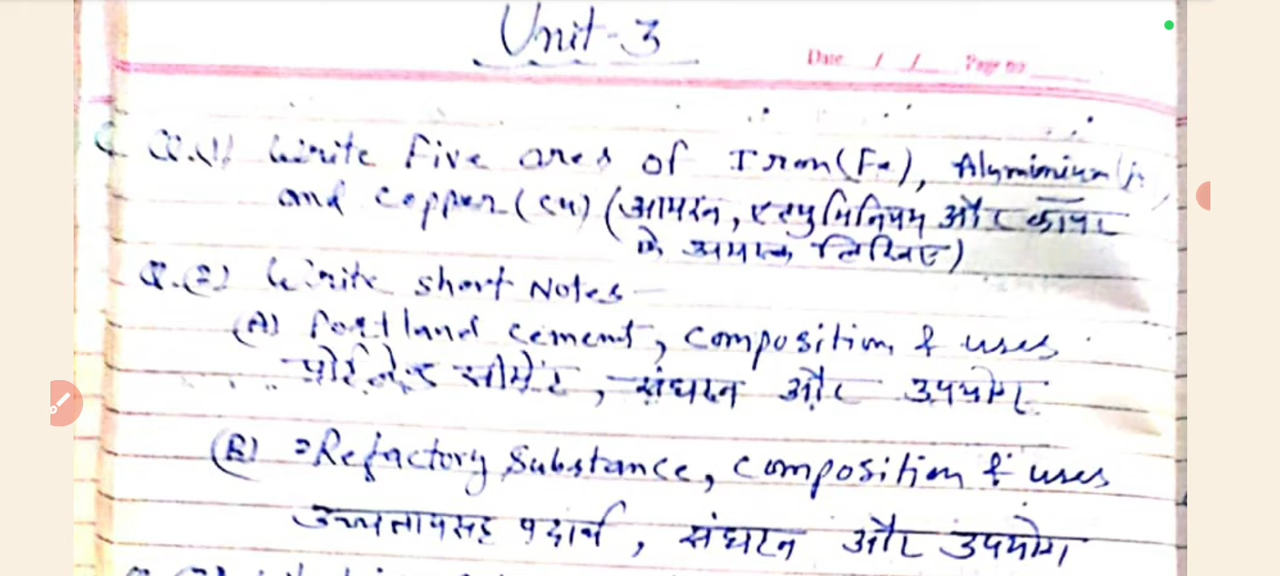 Unit-3
Date / / Page no
Q.(1) Write Five ores of Iron(Fe), Aluminium
and Copper(Cu) (आयरन, एल्युमिनियम और कॉपर
के अयस्क लिखिए)
Q.(2) Write short Notes
(A) Portland cement, composition & uses
पोर्टलैण्ड सीमेंट, संघटन और उपयोग
(B) Refactory Substance, composition & uses
उच्चतापसह पदार्थ, संघटन और उपयोग